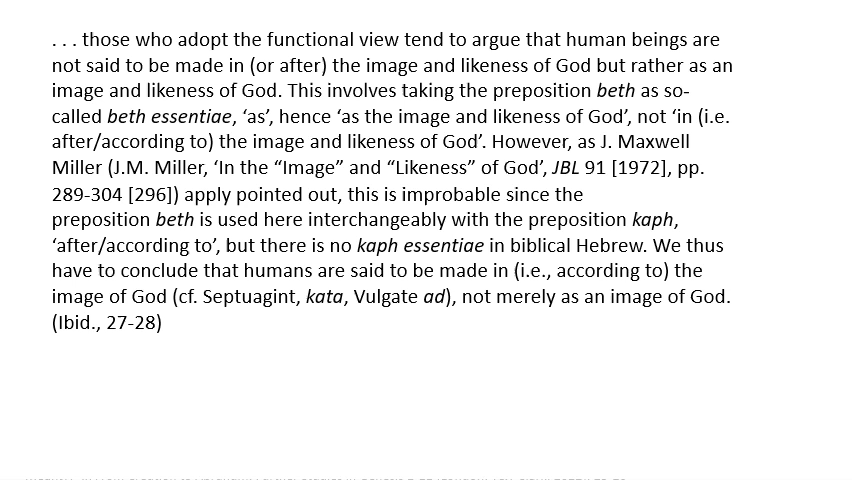 . . . those who adopt the functional view tend to argue that human beings are
not said to be made in (or after) the image and likeness of God but rather as an
image and likeness of God. This involves taking the preposition beth as so-
called beth essentiae, ‘as’, hence ‘as the image and likeness of God’, not ‘in (i.e.
after/according to) the image and likeness of God’. However, as J. Maxwell
Miller (J.M. Miller, ‘In the “Image” and “Likeness” of God’, JBL 91 [1972], pp.
289-304 [296]) apply pointed out, this is improbable since the
preposition beth is used here interchangeably with the preposition kaph,
‘after/according to’, but there is no kaph essentiae in biblical Hebrew. We thus
have to conclude that humans are said to be made in (i.e., according to) the
image of God (cf. Septuagint, kata, Vulgate ad), not merely as an image of God.
(Ibid., 27-28)